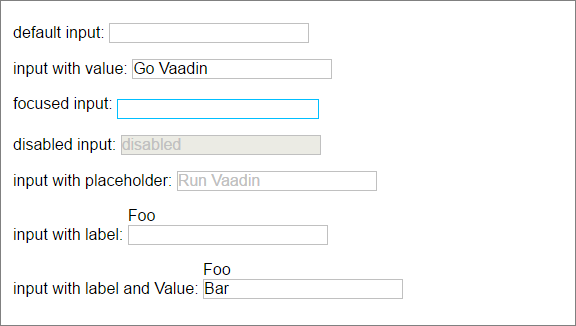 default input:
input with value: Go Vaadin
focused input:
disabled input: disabled
input with placeholder: Run Vaadin
Foo
input with label:
Foo
input with label and Value: Bar